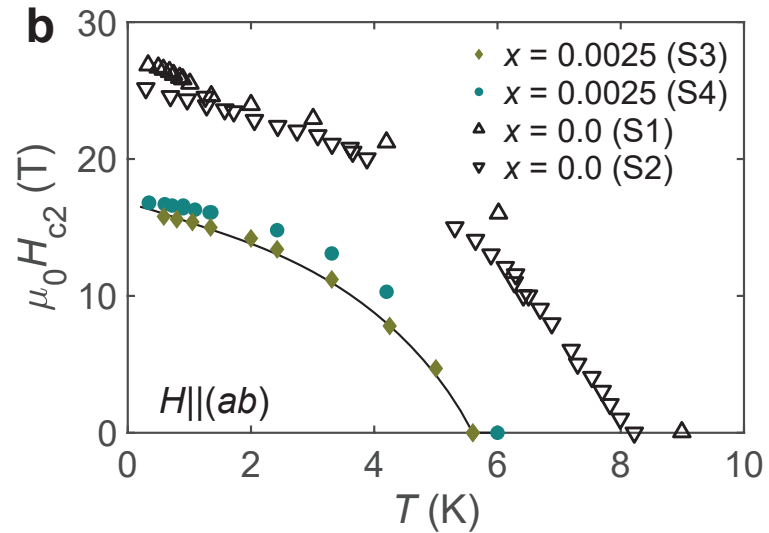 b
30
20
10
0
μ₀H_c2 (T)
x = 0.0025 (S3)
x = 0.0025 (S4)
x = 0.0 (S1)
x = 0.0 (S2)
H||(ab)
0 2 4 6 8 10
T (K)